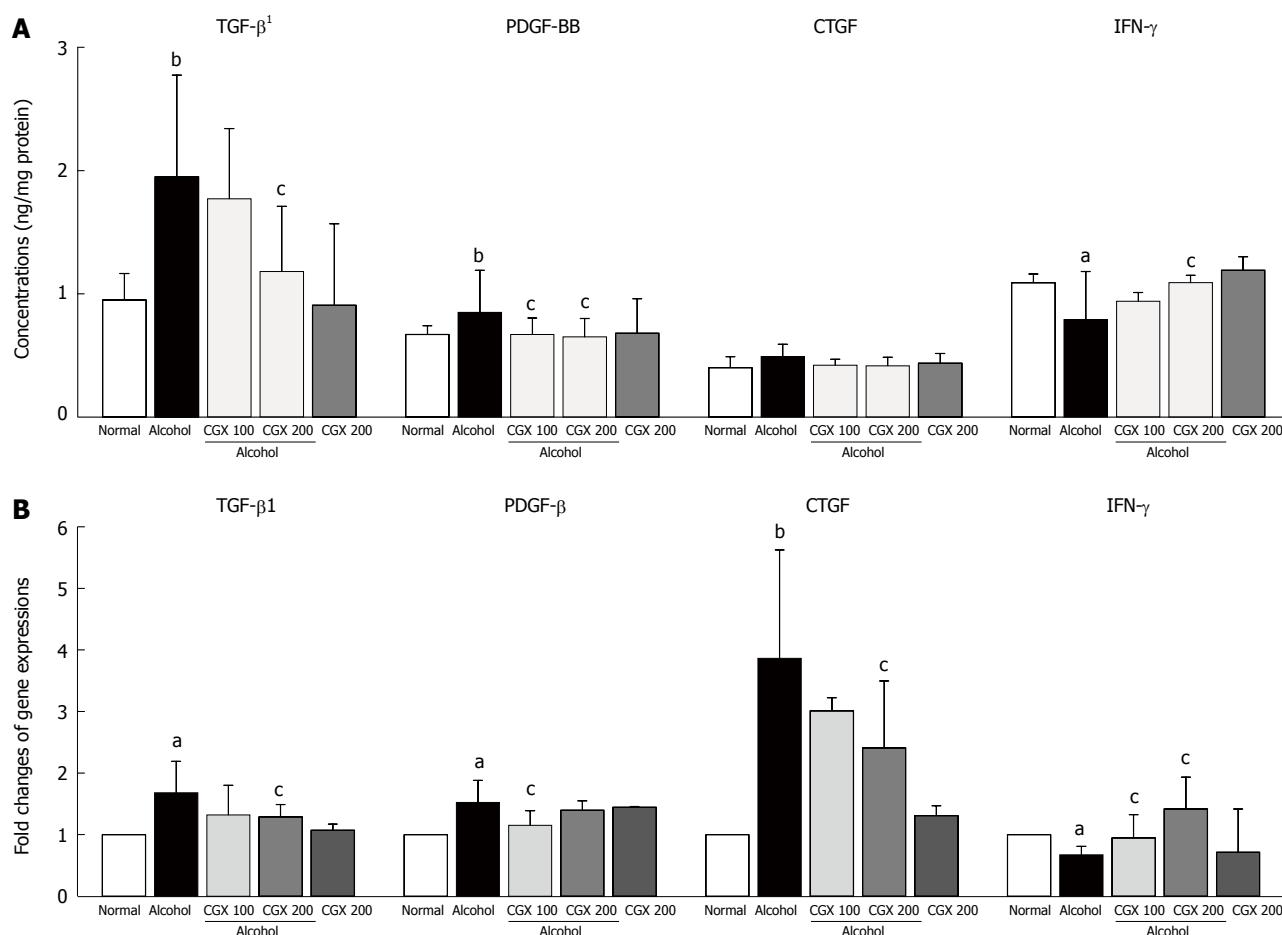 A
TGF-β¹ PDGF-BB CTGF IFN-γ
Concentrations (ng/mg protein)
3
2
1
0
b c b c c a c
Normal Alcohol CGX 100 CGX 200 CGX 200 Normal Alcohol CGX 100 CGX 200 CGX 200 Normal Alcohol CGX 100 CGX 200 CGX 200 Normal Alcohol CGX 100 CGX 200 CGX 200
Alcohol Alcohol Alcohol Alcohol
B
TGF-β1 PDGF-β CTGF IFN-γ
Fold changes of gene expressions
6
5
4
3
2
1
0
a c a c b c a c c
Normal Alcohol CGX 100 CGX 200 CGX 200 Normal Alcohol CGX 100 CGX 200 CGX 200 Normal Alcohol CGX 100 CGX 200 CGX 200 Normal Alcohol CGX 100 CGX 200 CGX 200
Alcohol Alcohol Alcohol Alcohol